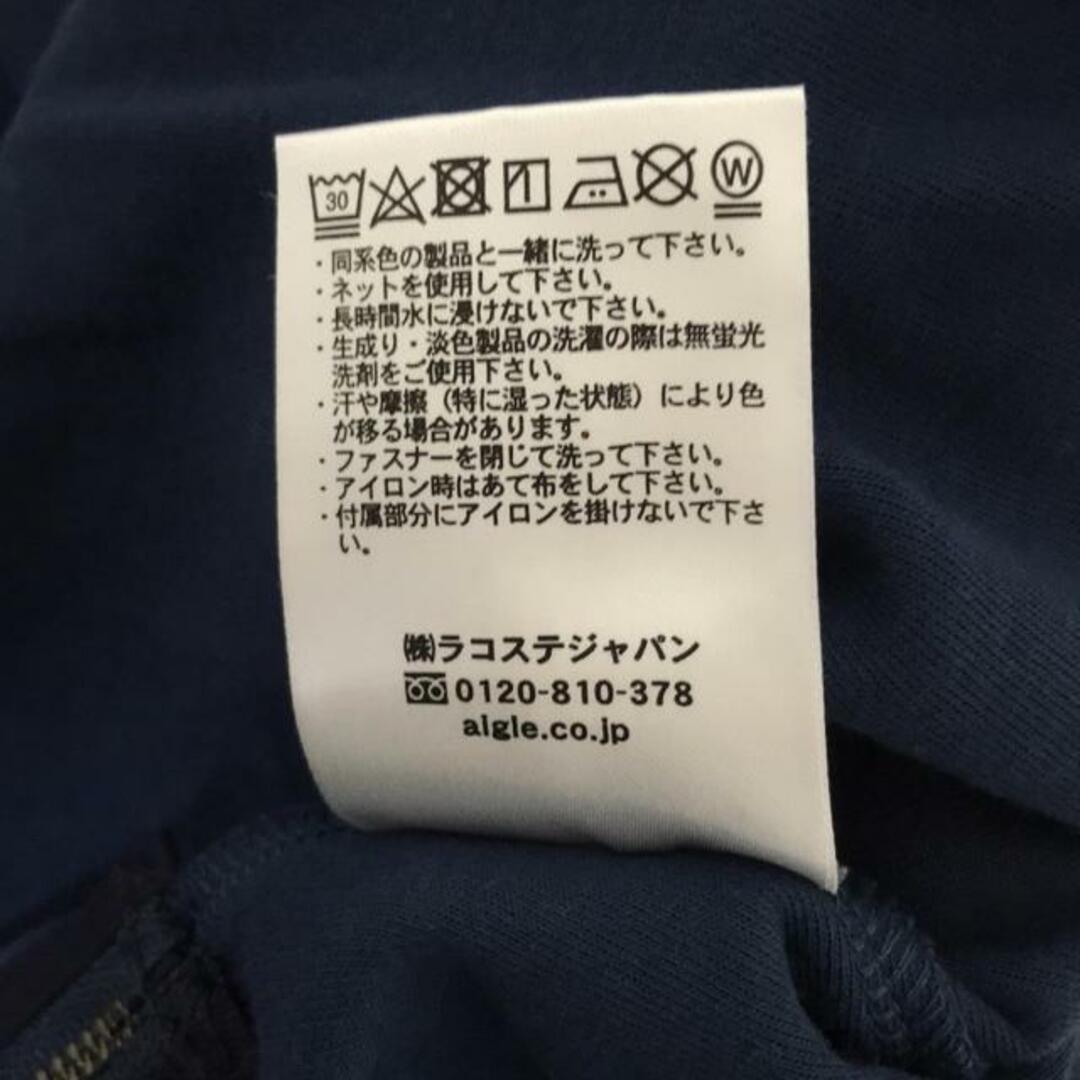 30 W
・同系色の製品と一緒に洗って下さい。
・ネットを使用して下さい。
・長時間水に浸けないで下さい。
・生成り・淡色製品の洗濯の際は無蛍光
洗剤をご使用下さい。
・汗や摩擦（特に湿った状態）により色
が移る場合があります。
・ファスナーを閉じて洗って下さい。
・アイロン時はあて布をして下さい。
・付属部分にアイロンを掛けないで下さ
い。
㈱ラコステジャパン
0120-810-378
aigle.co.jp